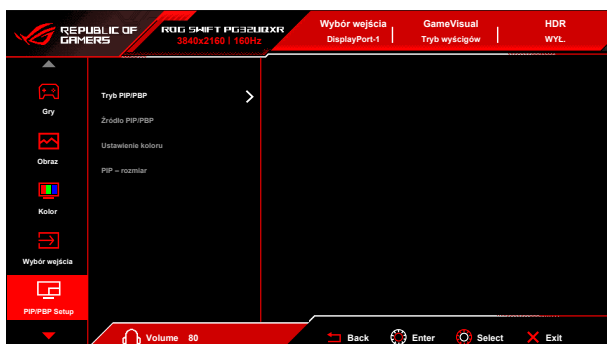 REPUBLIC OF
GAMERS
ROG SWIFT PG32UQXR
3840x2160 | 160Hz
Wybór wejścia
DisplayPort-1
GameVisual
Tryb wyścigów
HDR
WYŁ.
Gry
Obraz
Kolor
Wybór wejścia
PIP/PBP Setup
Tryb PIP/PBP
Źródło PIP/PBP
Ustawienie koloru
PIP – rozmiar
Volume 80
Back
Enter
Select
Exit